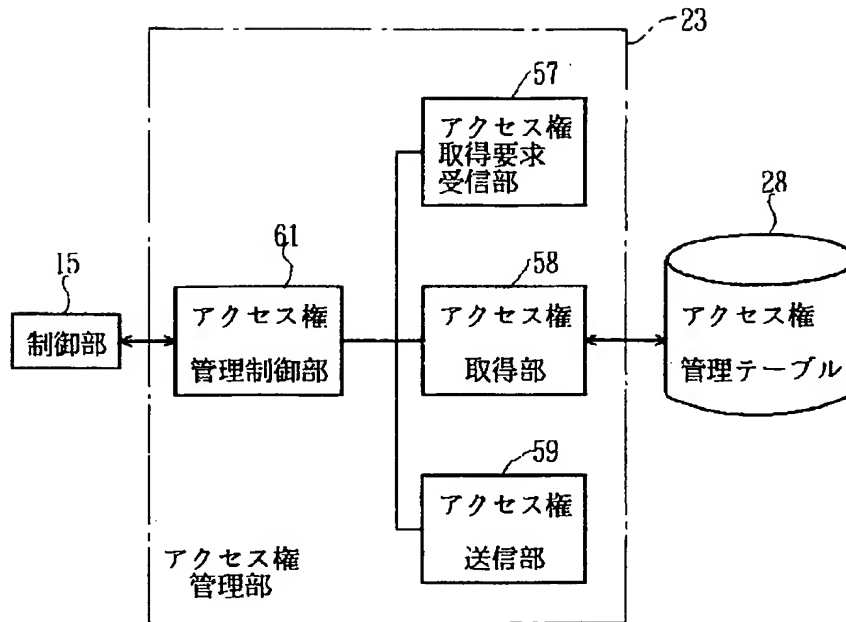 23
57
アクセス権
取得要求
受信部
28
61
15
58
制御部
アクセス権
管理制御部
アクセス権
取得部
アクセス権
管理テーブル
59
アクセス権
送信部
アクセス権
管理部